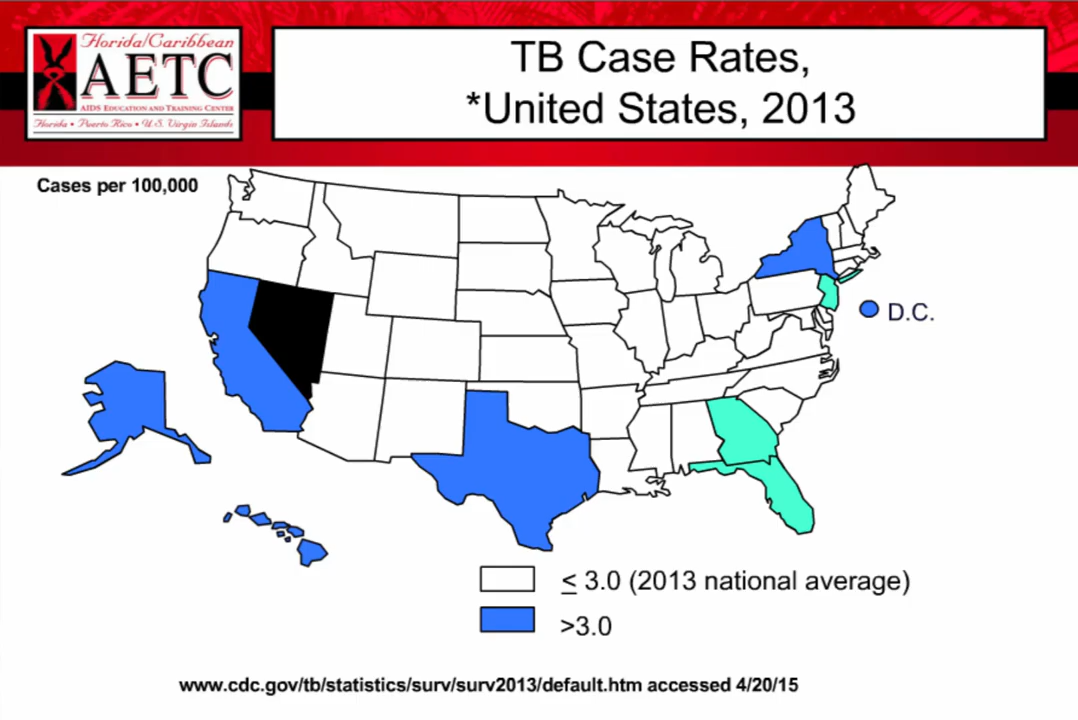 Florida/Caribbean
AETC
AIDS EDUCATION AND TRAINING CENTER
Florida • Puerto Rico • U.S. Virgin Islands
TB Case Rates,
*United States, 2013
Cases per 100,000
D.C.
≤ 3.0 (2013 national average)
>3.0
www.cdc.gov/tb/statistics/surv/surv2013/default.htm accessed 4/20/15